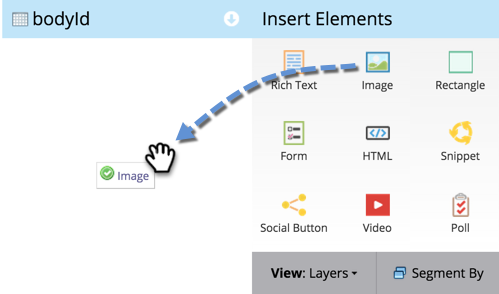 bodyId
Insert Elements
Rich Text
Image
Rectangle
Form
HTML
Snippet
Image
Social Button
Video
Poll
View: Layers
Segment By